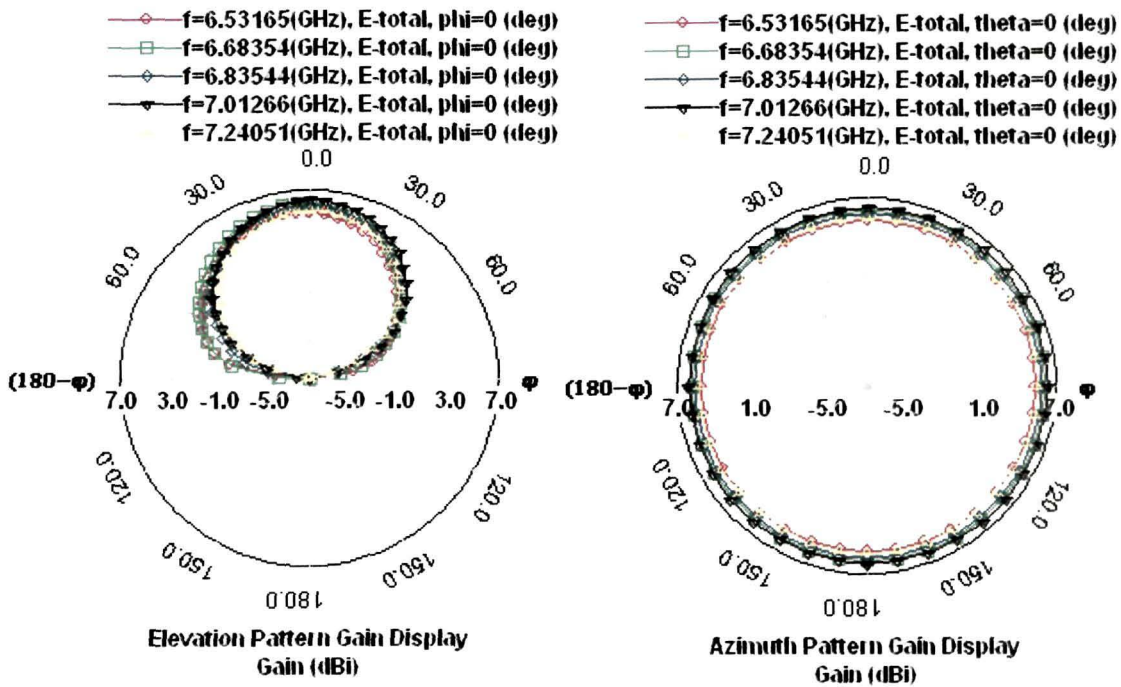 f=6.53165(GHz), E-total, phi=0 (deg)
f=6.68354(GHz), E-total, phi=0 (deg)
f=6.83544(GHz), E-total, phi=0 (deg)
f=7.01266(GHz), E-total, phi=0 (deg)
f=7.24051(GHz), E-total, phi=0 (deg)
0.0
30.0 30.0
60.0 60.0
(180-φ) φ
7.0 3.0 -1.0 -5.0 -5.0 -1.0 3.0 7.0
120.0 120.0
150.0 150.0
180.0
Elevation Pattern Gain Display
Gain (dBi)
f=6.53165(GHz), E-total, theta=0 (deg)
f=6.68354(GHz), E-total, theta=0 (deg)
f=6.83544(GHz), E-total, theta=0 (deg)
f=7.01266(GHz), E-total, theta=0 (deg)
f=7.24051(GHz), E-total, theta=0 (deg)
0.0
30.0 30.0
60.0 60.0
(180-φ) φ
7.0 1.0 -5.0 -5.0 1.0 7.0
120.0 120.0
150.0 150.0
180.0
Azimuth Pattern Gain Display
Gain (dBi)